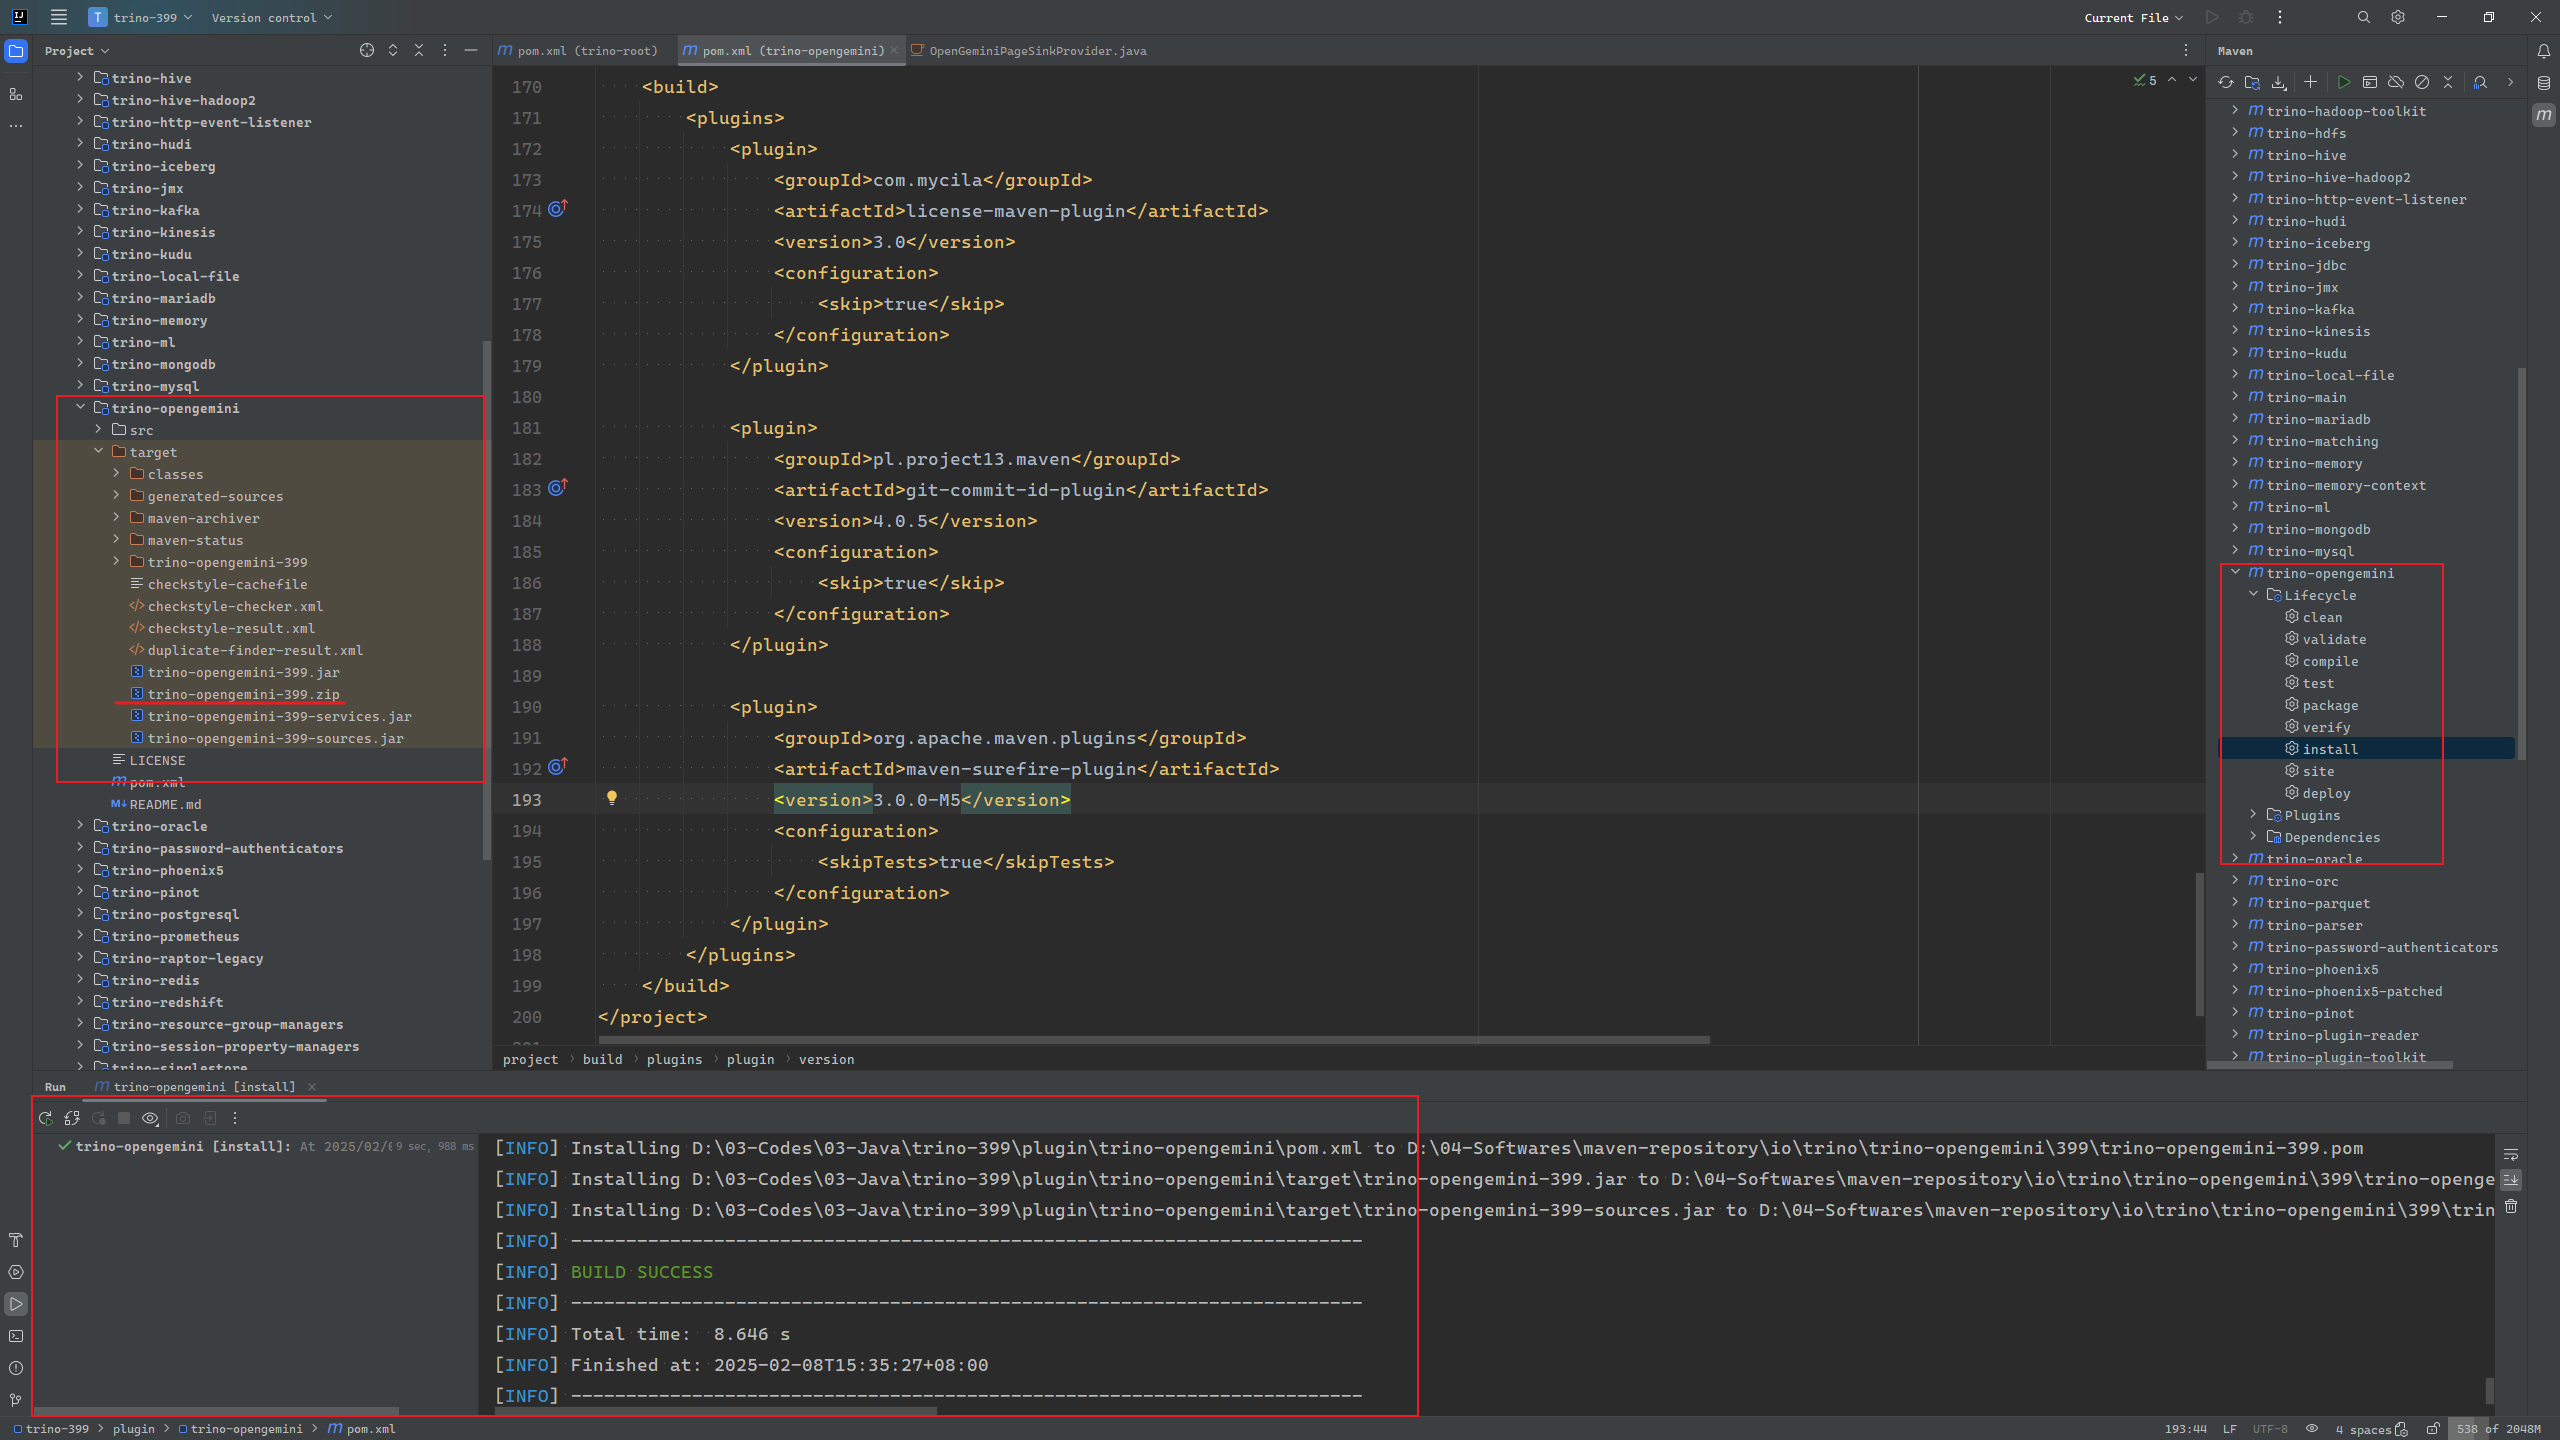 T trino-399 Version control Current File
Project
trino-hive
trino-hive-hadoop2
trino-http-event-listener
trino-hudi
trino-iceberg
trino-jmx
trino-kafka
trino-kinesis
trino-kudu
trino-local-file
trino-mariadb
trino-memory
trino-ml
trino-mongodb
trino-mysql
trino-opengemini
src
target
classes
generated-sources
maven-archiver
maven-status
trino-opengemini-399
checkstyle-cachefile
checkstyle-checker.xml
checkstyle-result.xml
duplicate-finder-result.xml
trino-opengemini-399.jar
trino-opengemini-399.zip
trino-opengemini-399-services.jar
trino-opengemini-399-sources.jar
LICENSE
pom.xml
README.md
trino-oracle
trino-password-authenticators
trino-phoenix5
trino-pinot
trino-postgresql
trino-prometheus
trino-raptor-legacy
trino-redis
trino-redshift
trino-resource-group-managers
trino-session-property-managers
trino-singlestore
pom.xml (trino-root) pom.xml (trino-opengemini) OpenGeminiPageSinkProvider.java
5
170 <build>
171 <plugins>
172 <plugin>
173 <groupId>com.mycila</groupId>
174 <artifactId>license-maven-plugin</artifactId>
175 <version>3.0</version>
176 <configuration>
177 <skip>true</skip>
178 </configuration>
179 </plugin>
180
181 <plugin>
182 <groupId>pl.project13.maven</groupId>
183 <artifactId>git-commit-id-plugin</artifactId>
184 <version>4.0.5</version>
185 <configuration>
186 <skip>true</skip>
187 </configuration>
188 </plugin>
189
190 <plugin>
191 <groupId>org.apache.maven.plugins</groupId>
192 <artifactId>maven-surefire-plugin</artifactId>
193 <version>3.0.0-M5</version>
194 <configuration>
195 <skipTests>true</skipTests>
196 </configuration>
197 </plugin>
198 </plugins>
199 </build>
200 </project>
project > build > plugins > plugin > version
Maven
trino-hadoop-toolkit
trino-hdfs
trino-hive
trino-hive-hadoop2
trino-http-event-listener
trino-hudi
trino-iceberg
trino-jdbc
trino-jmx
trino-kafka
trino-kinesis
trino-kudu
trino-local-file
trino-main
trino-mariadb
trino-matching
trino-memory
trino-memory-context
trino-ml
trino-mongodb
trino-mysql
trino-opengemini
Lifecycle
clean
validate
compile
test
package
verify
install
site
deploy
Plugins
Dependencies
trino-oracle
trino-orc
trino-parquet
trino-parser
trino-password-authenticators
trino-phoenix5
trino-phoenix5-patched
trino-pinot
trino-plugin-reader
trino-plugin-toolkit
Run trino-opengemini [install]
trino-opengemini [install]: At 2025/02/ 9 sec, 988 ms
[INFO] Installing D:\03-Codes\03-Java\trino-399\plugin\trino-opengemini\pom.xml to D:\04-Softwares\maven-repository\io\trino\trino-opengemini\399\trino-opengemini-399.pom
[INFO] Installing D:\03-Codes\03-Java\trino-399\plugin\trino-opengemini\target\trino-opengemini-399.jar to D:\04-Softwares\maven-repository\io\trino\trino-opengemini\399\trino-openge
[INFO] Installing D:\03-Codes\03-Java\trino-399\plugin\trino-opengemini\target\trino-opengemini-399-sources.jar to D:\04-Softwares\maven-repository\io\trino\trino-opengemini\399\trin
[INFO] ------------------------------------------------------------------------
[INFO] BUILD SUCCESS
[INFO] ------------------------------------------------------------------------
[INFO] Total time:  8.646 s
[INFO] Finished at: 2025-02-08T15:35:27+08:00
[INFO] ------------------------------------------------------------------------
trino-399 > plugin > trino-opengemini > pom.xml 193:44 LF UTF-8 4 spaces 538 of 2048M